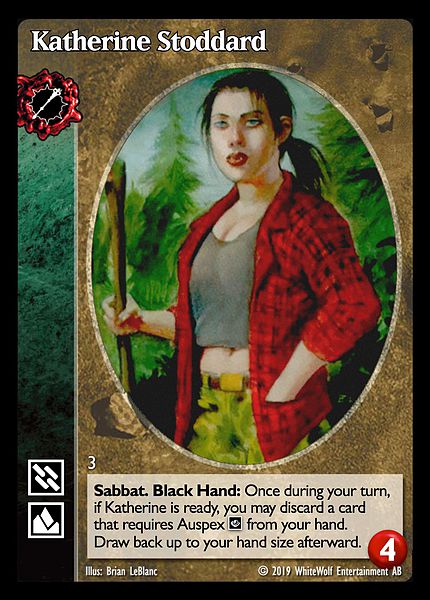 Katherine Stoddard
3
Sabbat. Black Hand: Once during your turn,
if Katherine is ready, you may discard a card
that requires Auspex from your hand.
Draw back up to your hand size afterward.
4
Illus: Brian LeBlanc © 2019 WhiteWolf Entertainment AB